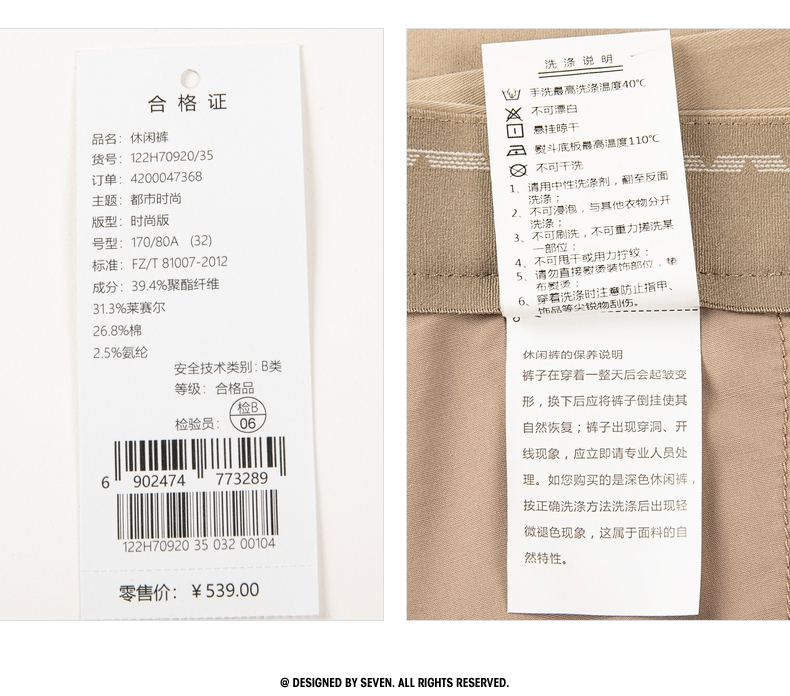 合格证
品名：休闲裤
货号：122H70920/35
订单：4200047368
主题：都市时尚
版型：时尚版
号型：170/80A （32）
标准：FZ/T 81007-2012
成分：39.4%聚酯纤维
31.3%莱赛尔
26.8%棉
2.5%氨纶
安全技术类别：B类
等级：合格品
检验员：
检B
06
6 902474 773289
122H70920 35 032 00104
零售价：￥539.00
洗涤说明
手洗最高洗涤温度40℃
不可漂白
悬挂晾干
熨斗底板最高温度110℃
不可干洗
1、请用中性洗涤剂，翻至反面
洗涤；
2、不可浸泡，与其他衣物分开
洗涤；
3、不可刷洗，不可重力搓洗某
一部位；
4、不可甩干或用力拧绞；
5、请勿直接熨烫装饰部位，垫
布熨烫；
6、穿着洗涤时注意防止指甲、
饰品等尖锐物刮伤。
休闲裤的保养说明
裤子在穿着一整天后会起皱变
形，换下后应将裤子倒挂使其
自然恢复；裤子出现穿洞、开
线现象，应立即请专业人员处
理。如您购买的是深色休闲裤，
按正确洗涤方法洗涤后出现轻
微褪色现象，这属于面料的自
然特性。
@ DESIGNED BY SEVEN. ALL RIGHTS RESERVED.